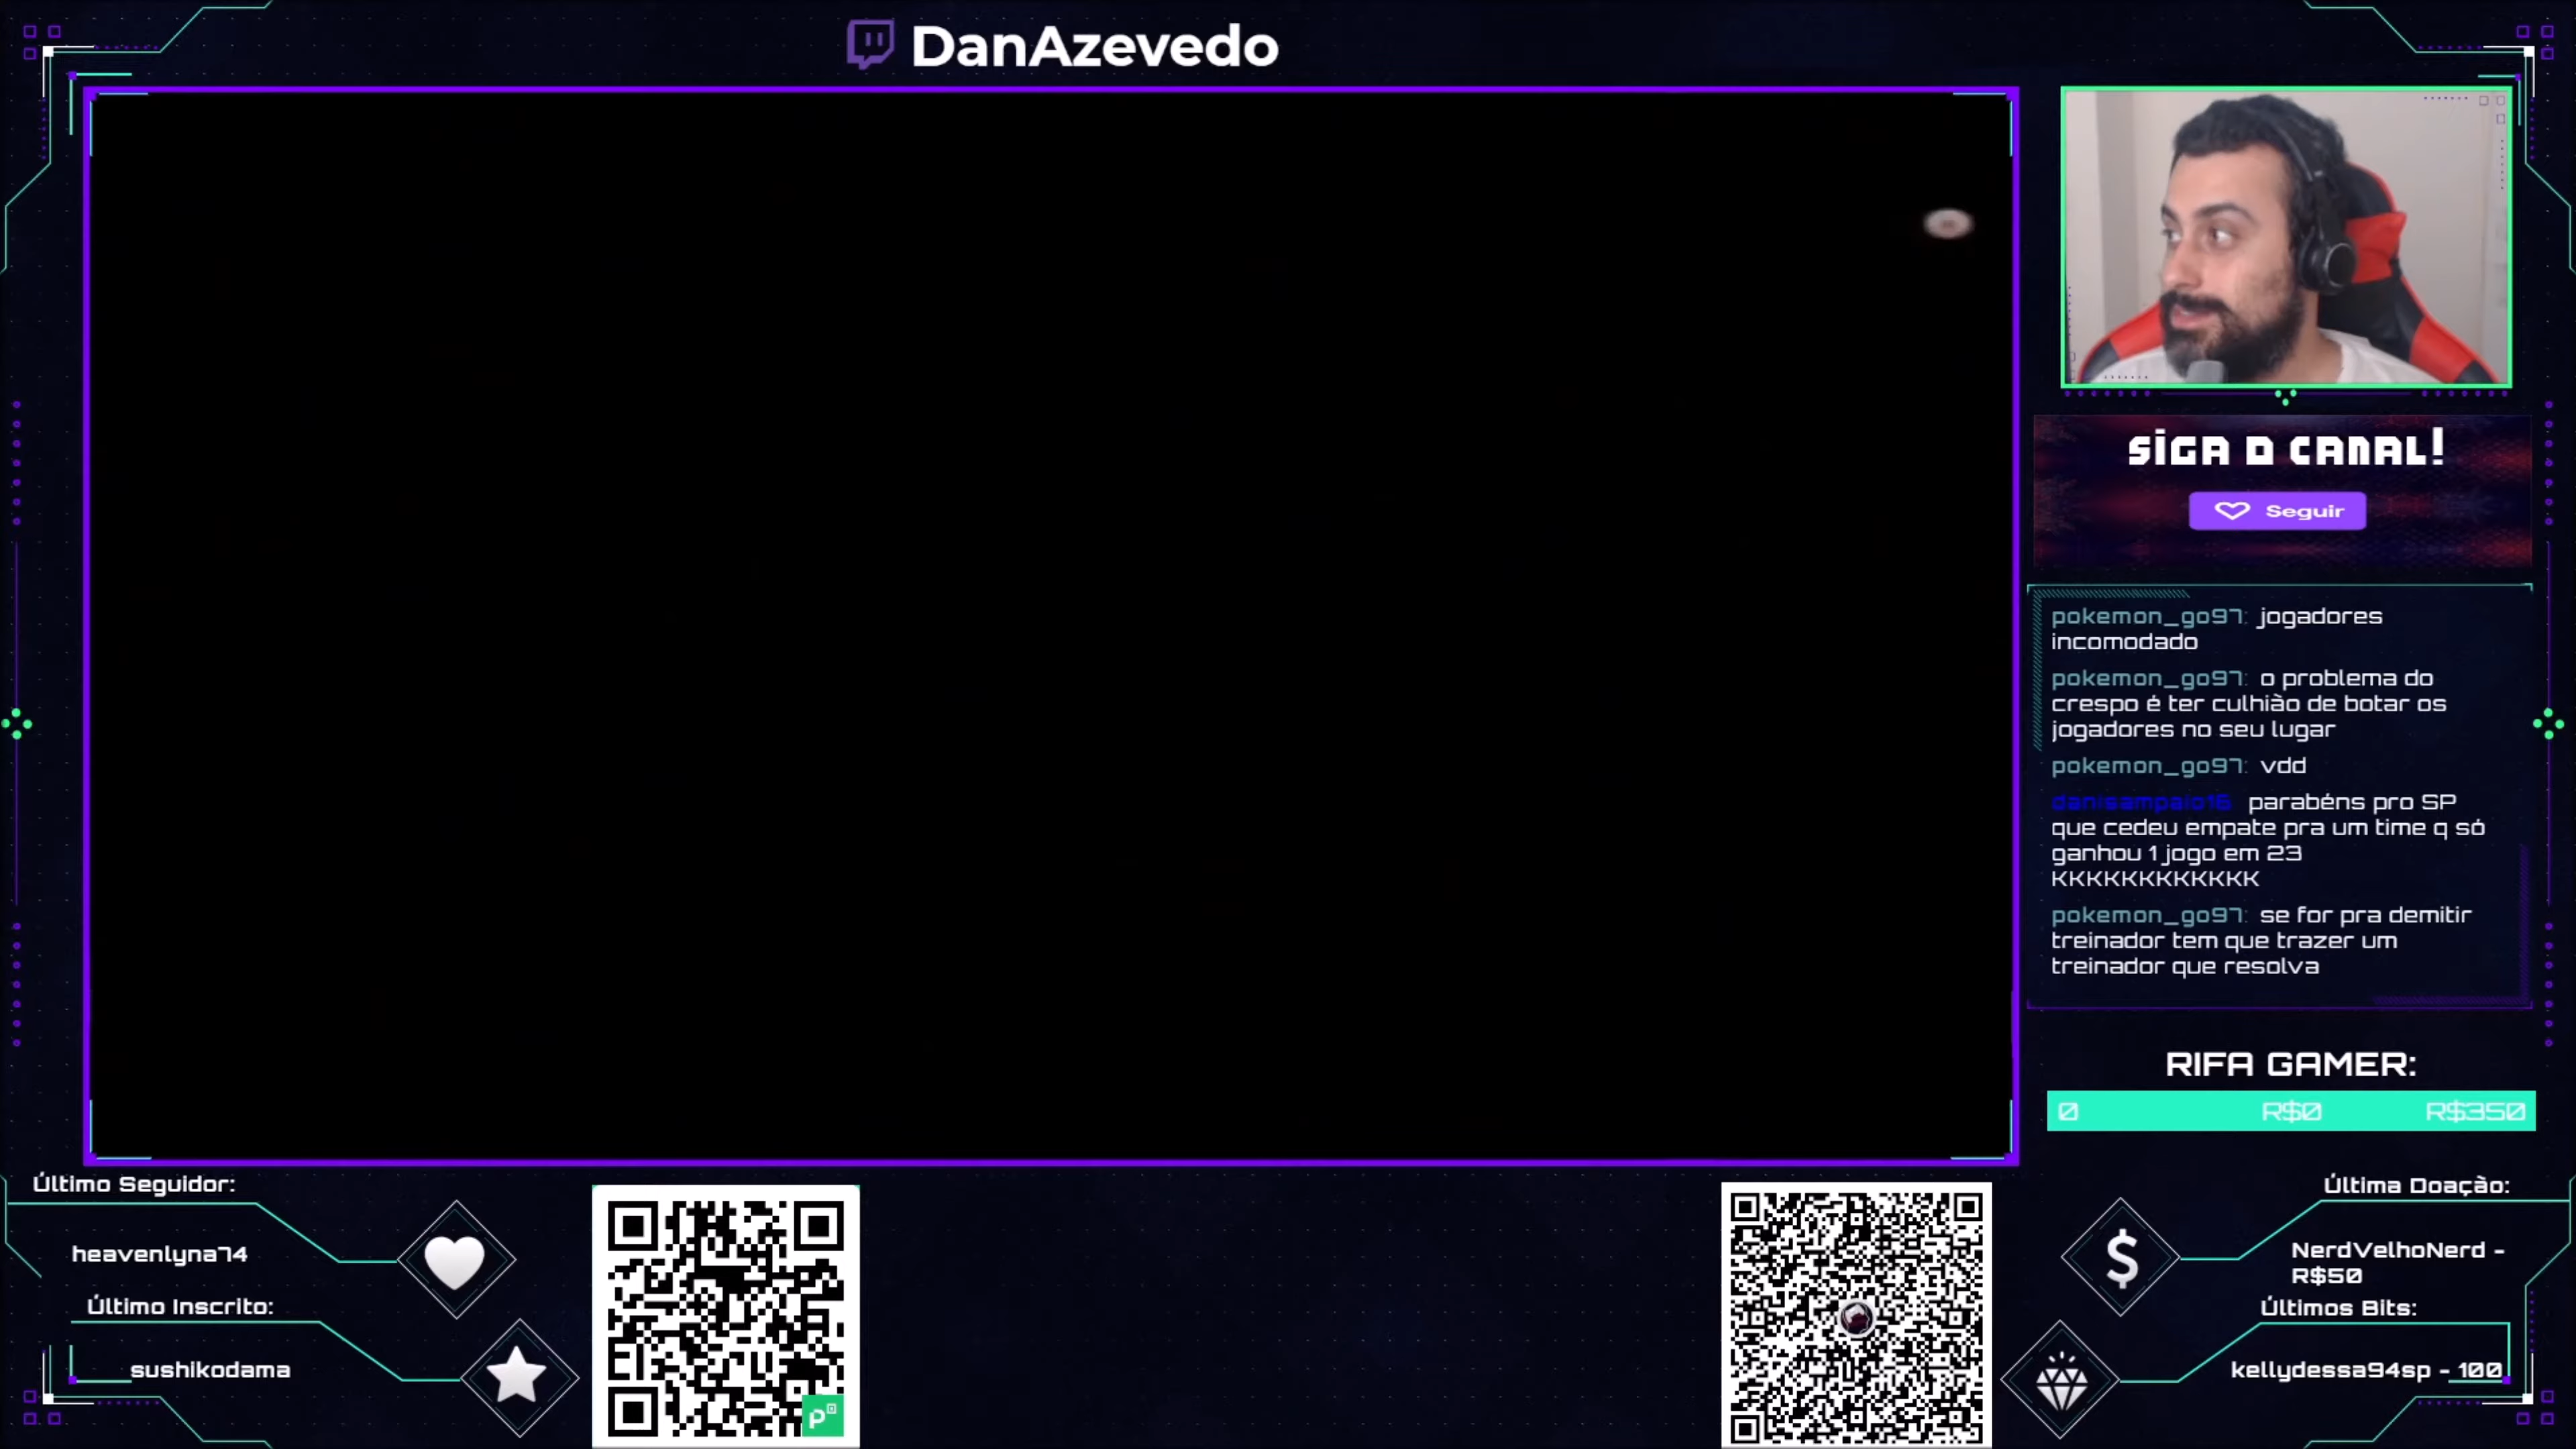 DanAzevedo
SIGA O CANAL!
Seguir
pokemon_go97: jogadores
incomodado
pokemon_go97: o problema do
crespo é ter culhião de botar os
jogadores no seu lugar
pokemon_go97: vdd
danisampaio16 parabéns pro SP
que cedeu empate pra um time q só
ganhou 1 jogo em 23
KKKKKKKKKKKK
pokemon_go97: se for pra demitir
treinador tem que trazer um
treinador que resolva
RIFA GAMER:
0 R$0 R$350
Último Seguidor:
heavenlyna74
Último Inscrito:
sushikodama
Última Doação:
NerdVelhoNerd -
R$50
Últimos Bits:
kellydessa94sp - 100